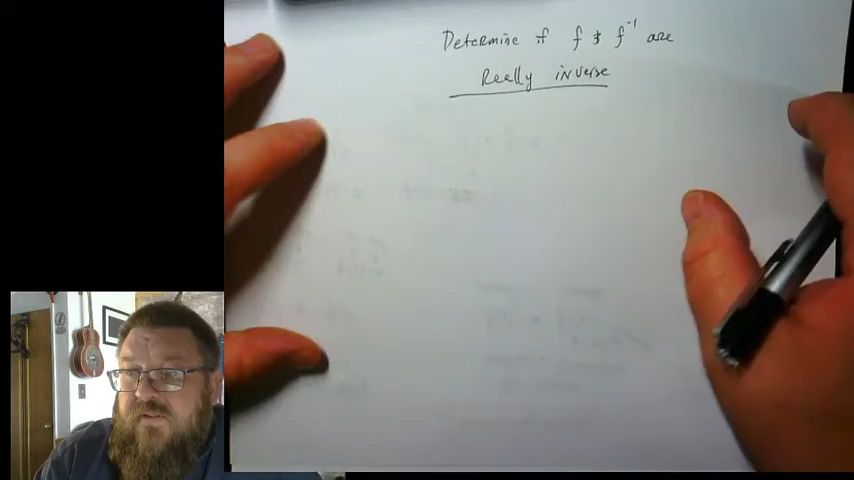 Determine if f & f⁻¹ are
Really inverse